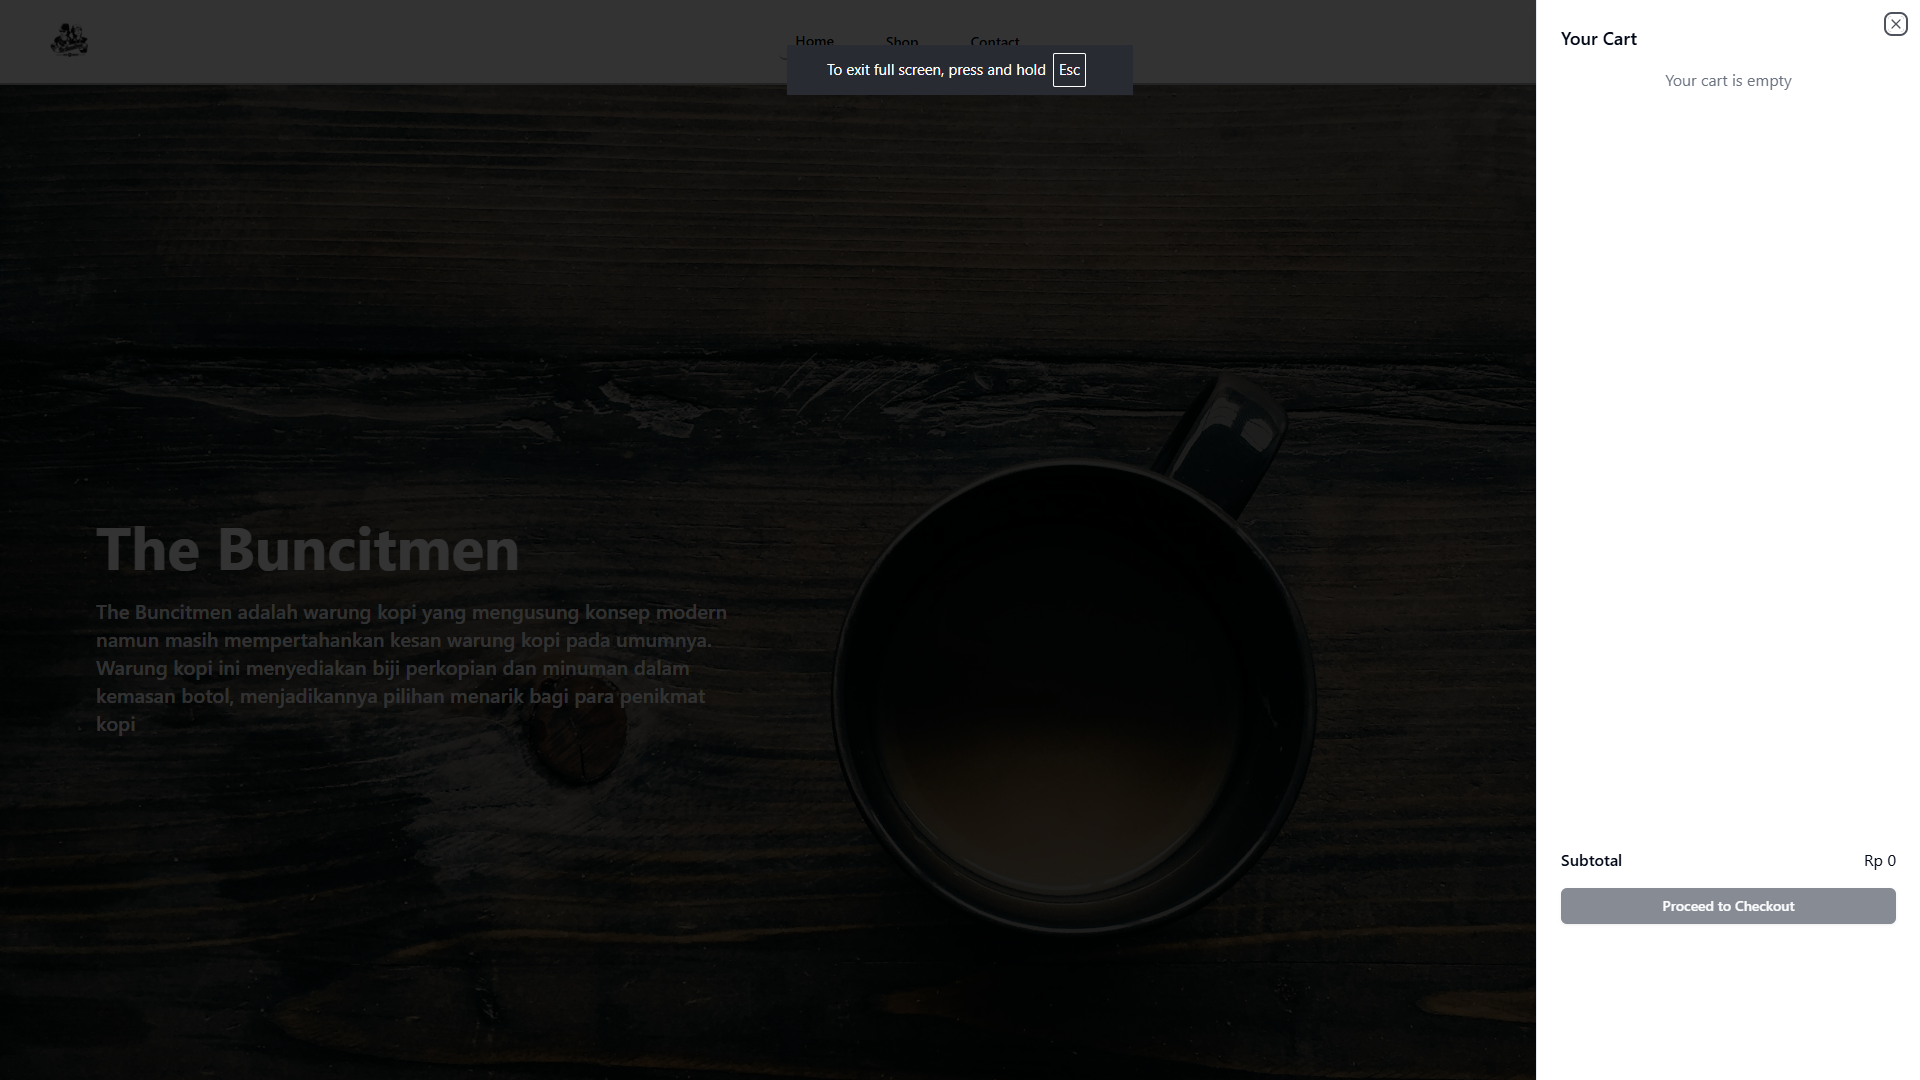 Home
Shop
Contact
To exit full screen, press and hold Esc
Your Cart
Your cart is empty
The Buncitmen
The Buncitmen adalah warung kopi yang mengusung konsep modern
namun masih mempertahankan kesan warung kopi pada umumnya.
Warung kopi ini menyediakan biji perkopian dan minuman dalam
kemasan botol, menjadikannya pilihan menarik bagi para penikmat
kopi
Subtotal
Rp 0
Proceed to Checkout